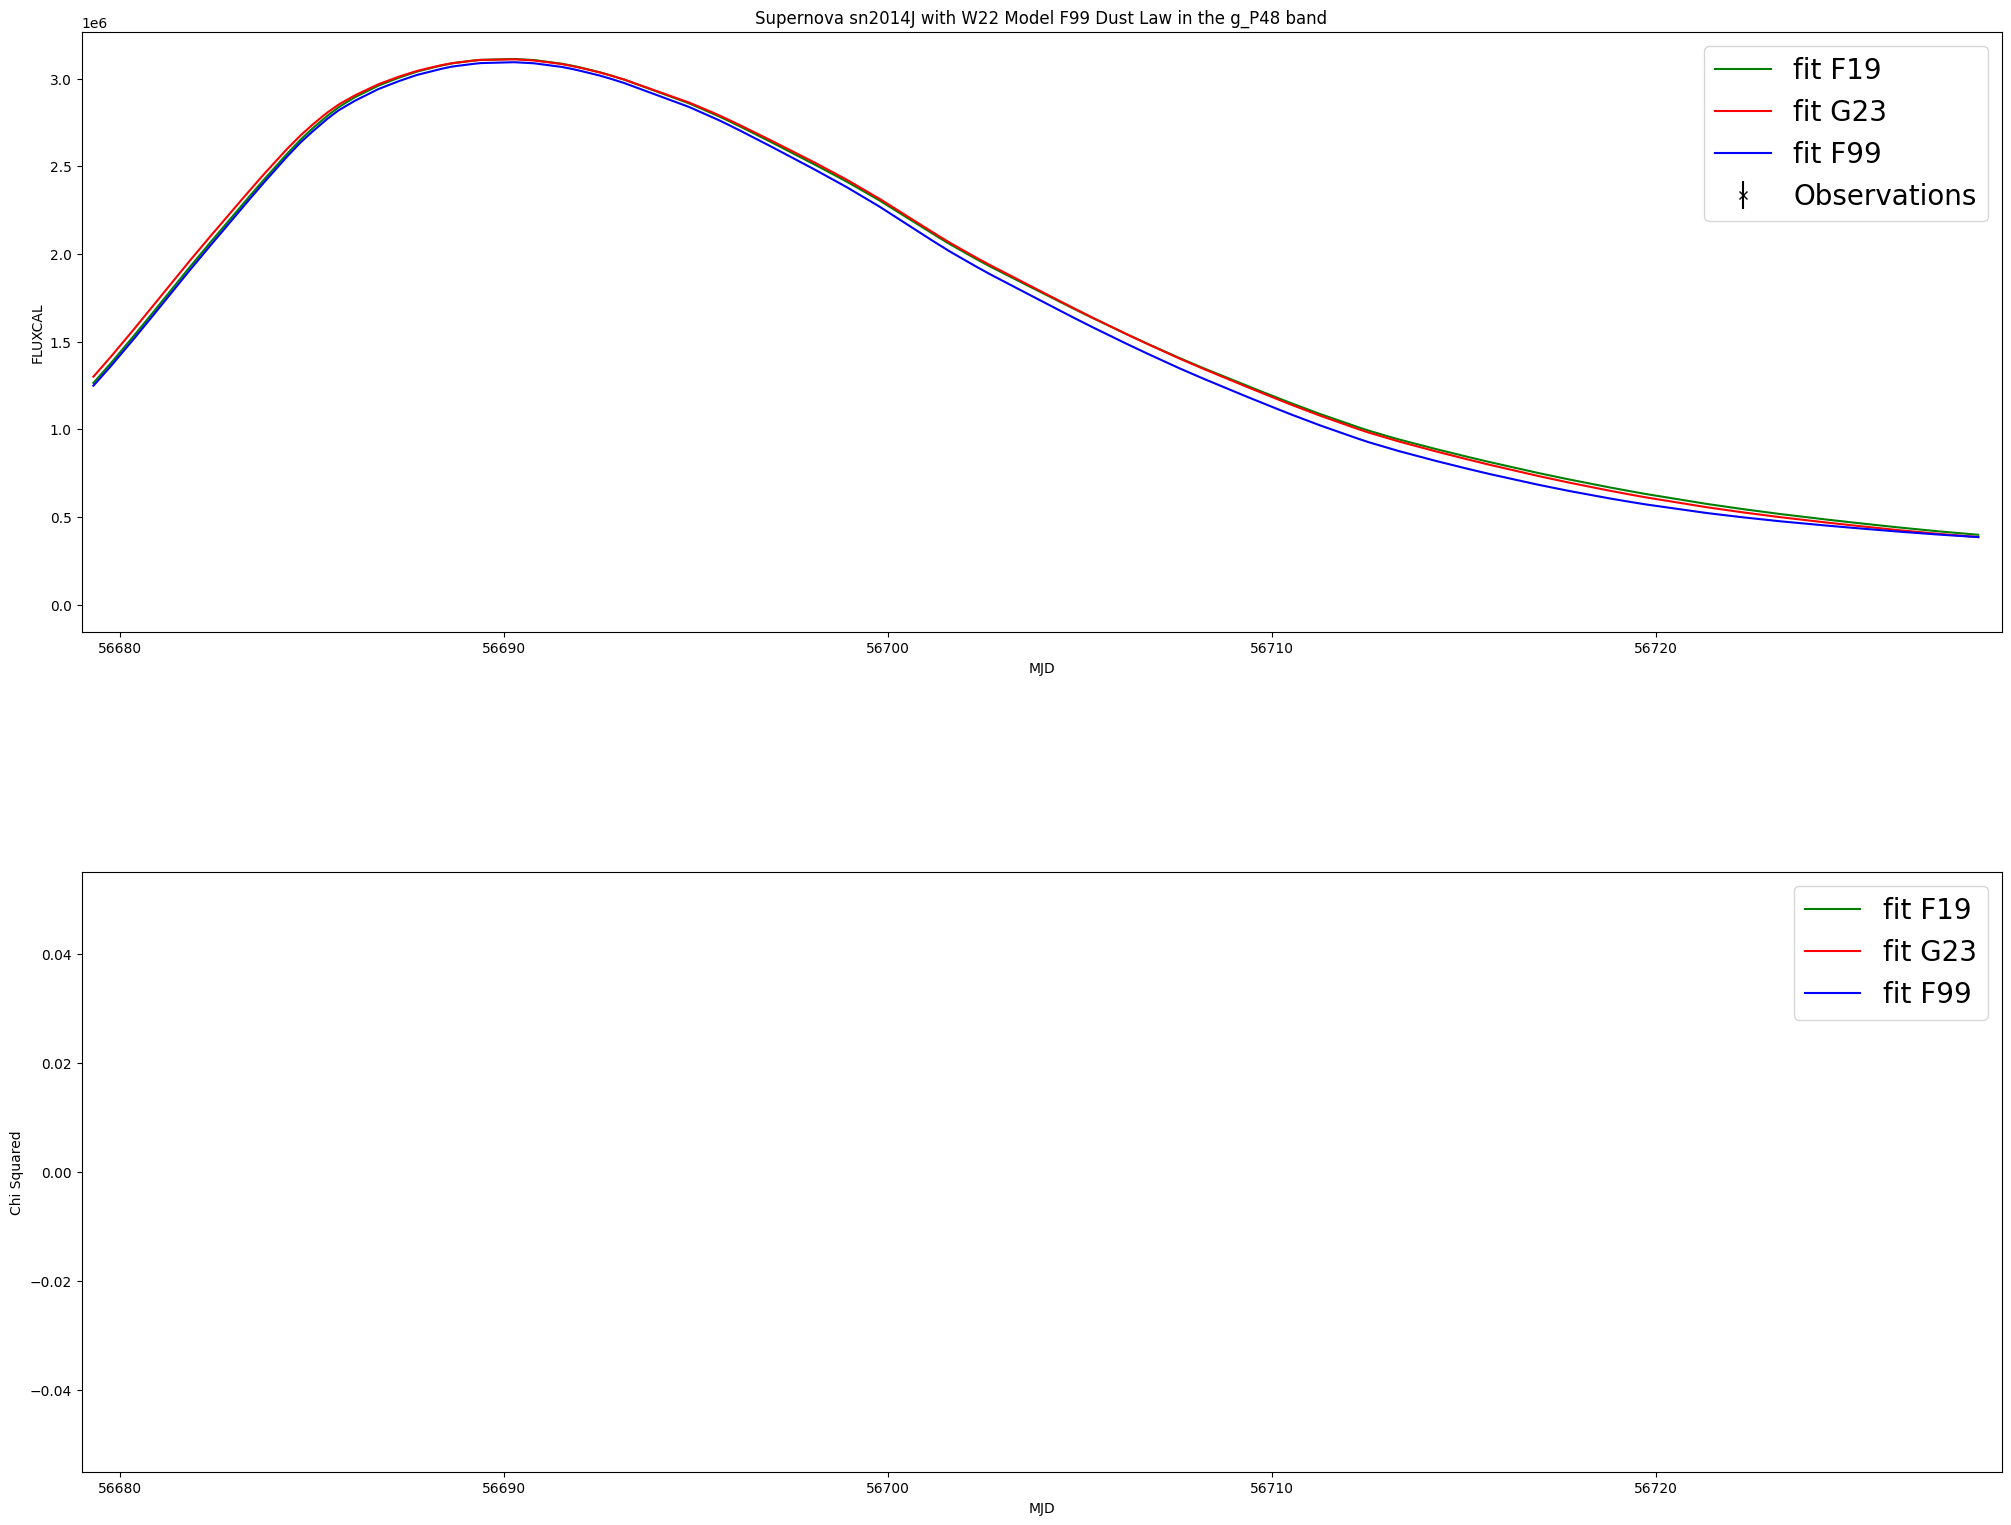 Supernova sn2014J with W22 Model F99 Dust Law in the g_P48 band
1e6
3.0
2.5
2.0
1.5
1.0
0.5
0.0
FLUXCAL
fit F19
fit G23
fit F99
Observations
56680
56690
56700
56710
56720
MJD
0.04
0.02
0.00
−0.02
−0.04
Chi Squared
fit F19
fit G23
fit F99
56680
56690
56700
56710
56720
MJD